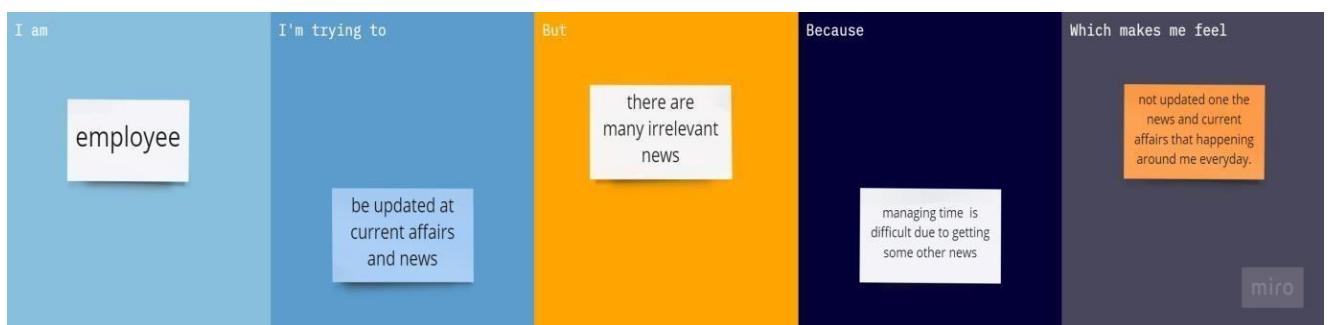 I am
employee
I'm trying to
be updated at
current affairs
and news
But
there are
many irrelevant
news
Because
managing time is
difficult due to getting
some other news
Which makes me feel
not updated one the
news and current
affairs that happening
around me everyday.
miro